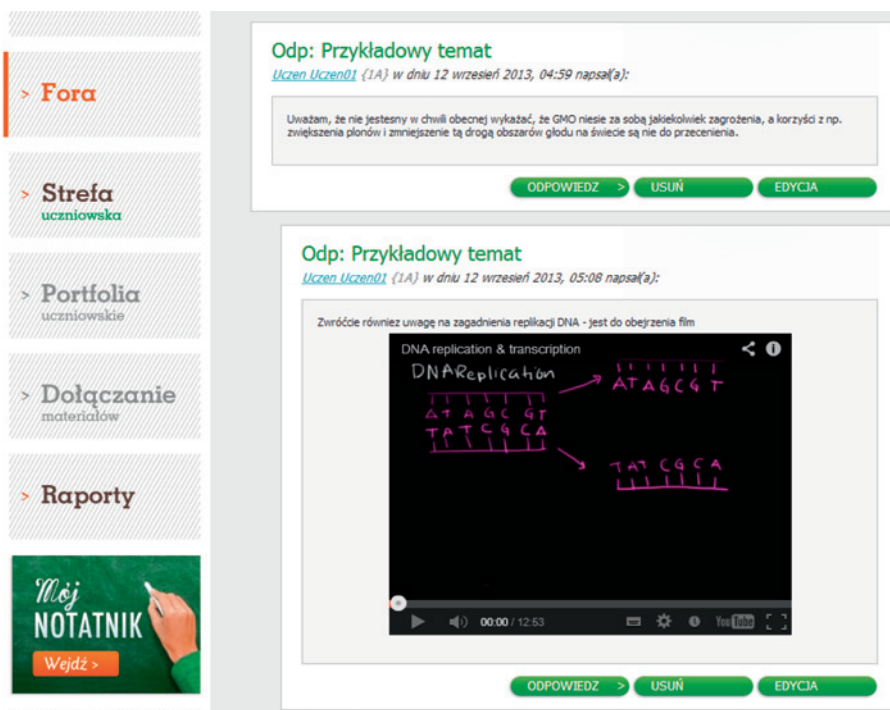 > Fora
> Strefa
uczniowska
> Portfolia
uczniowskie
> Dołączanie
materiałów
> Raporty
Mój
NOTATNIK
Wejdź >
Odp: Przykładowy temat
Uczen Uczen01 {1A} w dniu 12 wrzesień 2013, 04:59 napsał(a):
Uważam, że nie jestesny w chwili obecnej wykażać, że GMO niesie za sobą jakiekolwiek zagrożenia, a korzyści z np.
zwiększenia plonów i zmniejszenie tą drogą obszarów głodu na świecie są nie do przecenienia.
ODPOWIEDZ > USUŃ EDYCJA
Odp: Przykładowy temat
Uczen Uczen01 {1A} w dniu 12 wrzesień 2013, 05:08 napsał(a):
Zwróćcie również uwagę na zagadnienia replikacji DNA - jest do obejrzenia film
DNA replication & transcription
DNAReplication
ATAGCGT
ATAGCGT
TATCGCA
TATCGCA
00:00 / 12:53 YouTube
ODPOWIEDZ > USUŃ EDYCJA